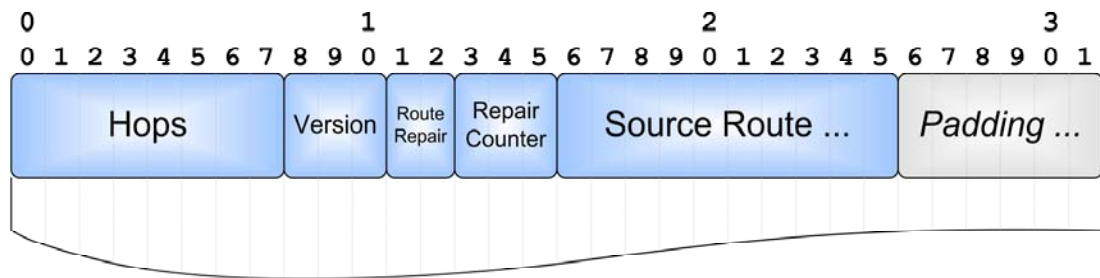 0 1 2 3
0 1 2 3 4 5 6 7 8 9 0 1 2 3 4 5 6 7 8 9 0 1 2 3 4 5 6 7 8 9 0 1
Hops Version Route Repair Repair Counter Source Route ... Padding ...